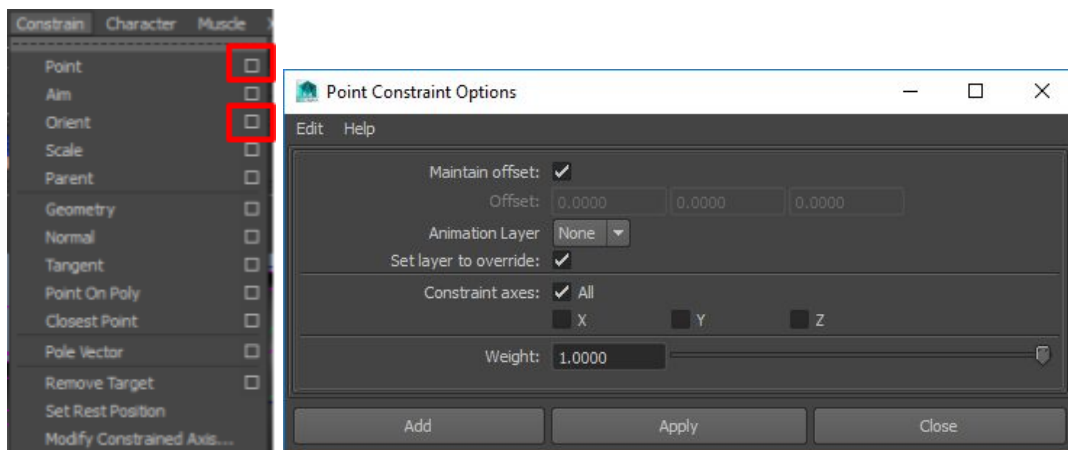 Constrain Character Muscle
Point
Aim
Orient
Scale
Parent
Geometry
Normal
Tangent
Point On Poly
Closest Point
Pole Vector
Remove Target
Set Rest Position
Modify Constrained Axis...
Point Constraint Options
Edit Help
Maintain offset:
Offset: 0.0000 0.0000 0.0000
Animation Layer None
Set layer to override:
Constraint axes: All
X Y Z
Weight: 1.0000
Add Apply Close